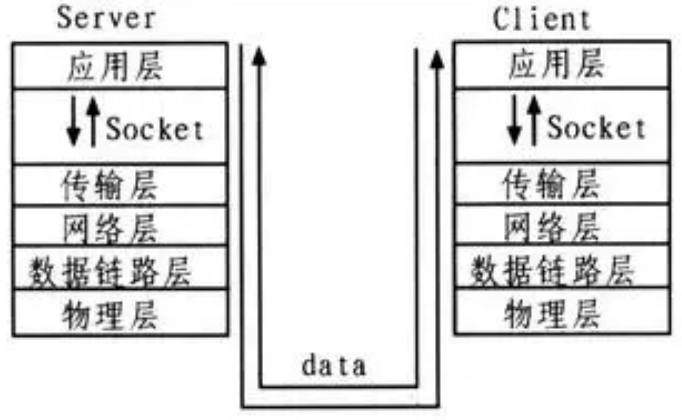 Server
应用层
Socket
传输层
网络层
数据链路层
物理层
data
Client
应用层
Socket
传输层
网络层
数据链路层
物理层